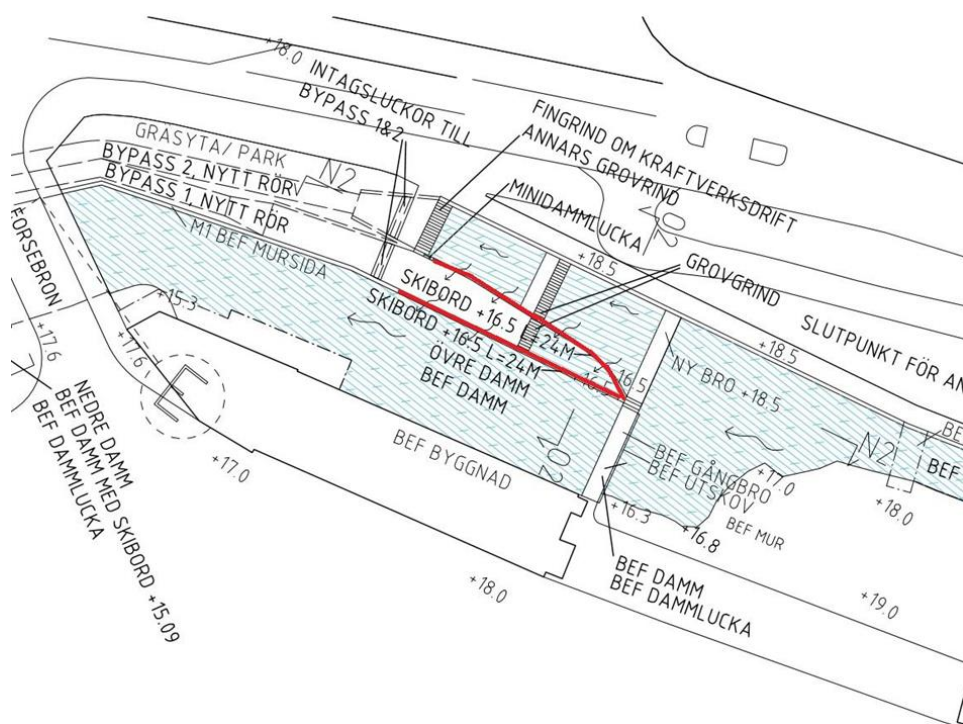 +18.0
INTAGSLUCKOR TILL
BYPASS 1&2
FINGRIND OM KRAFTVERKSDRIFT
ANNARS GROVRIND
GRASYTA/ PARK
N2
BYPASS 2, NYTT RÖRV
BYPASS 1, NYTT RÖR
MINIDAMMLUCKA
02
+18.5
GROVGRIND
M1 BEF MURSIDA
SKIBORD +16.5
=24M
SKIBORD +16.5 L=24M
+16.5
16.5
ÖVRE DAMM
BEF DAMM
SLUTPUNKT FÖR AN
+18.5
NY BRO +18.5
FORSEBRON
+17.6
+17.6
+15.3
NEDRE DAMM
BEF DAMM MED SKIBORD +15.09
BEF DAMMLUCKA
+17.0
BEF BYGGNAD
02
BEF GÅNGBRO
BEF UTSKOV
+17.0
N2
BE
BEF
+18.0
+16.3
+16.8
BEF MUR
BEF DAMM
BEF DAMMLUCKA
+18.0
+19.0